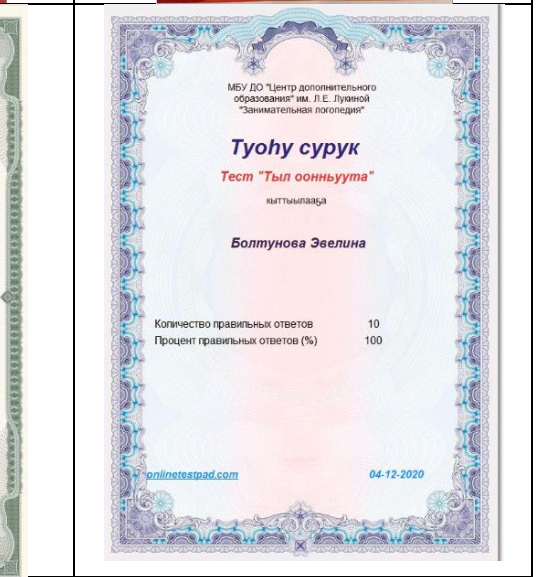 МБУ ДО "Центр дополнительного
образования" им. Л.Е. Лукиной
"Занимательная логопедия"
Туоһу сурук
Тест "Тыл оонньуута"
кыттыылааҕа
Болтунова Эвелина
Количество правильных ответов 10
Процент правильных ответов (%) 100
onlinetestpad.com 04-12-2020